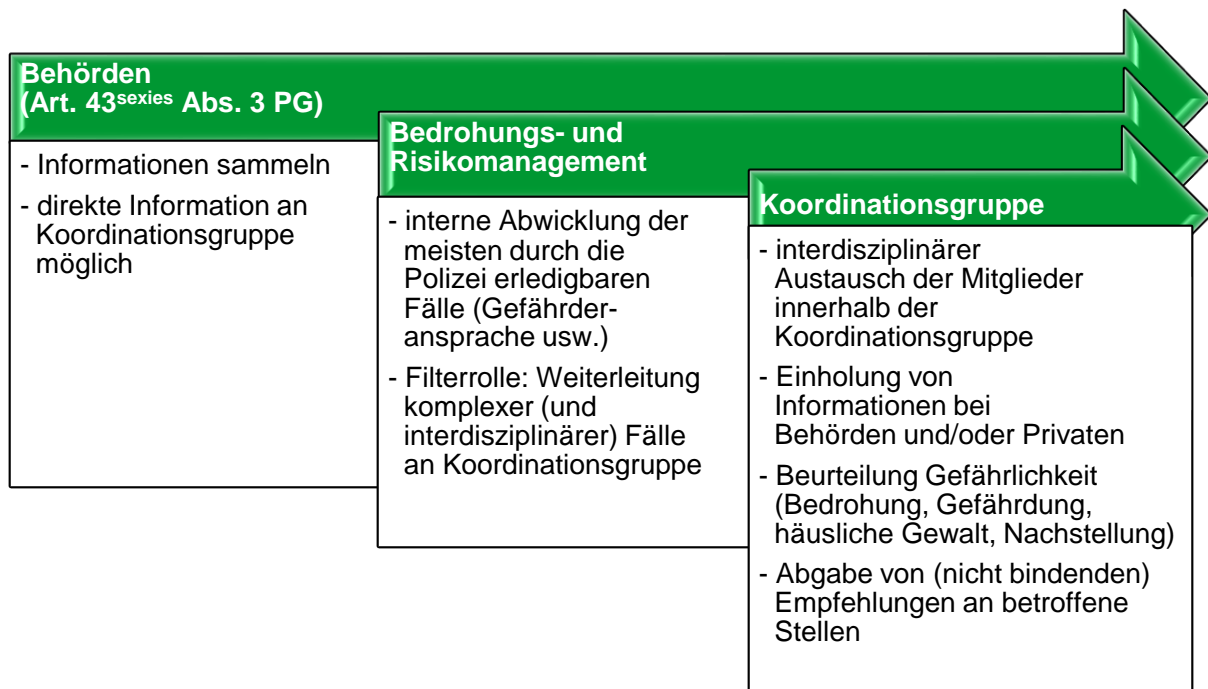 Behörden
(Art. 43sexies Abs. 3 PG)
- Informationen sammeln
- direkte Information an
Koordinationsgruppe
möglich
Bedrohungs- und
Risikomanagement
- interne Abwicklung der
meisten durch die
Polizei erledigbaren
Fälle (Gefährder-
ansprache usw.)
- Filterrolle: Weiterleitung
komplexer (und
interdisziplinärer) Fälle
an Koordinationsgruppe
Koordinationsgruppe
- interdisziplinärer
Austausch der Mitglieder
innerhalb der
Koordinationsgruppe
- Einholung von
Informationen bei
Behörden und/oder Privaten
- Beurteilung Gefährlichkeit
(Bedrohung, Gefährdung,
häusliche Gewalt, Nachstellung)
- Abgabe von (nicht bindenden)
Empfehlungen an betroffene
Stellen